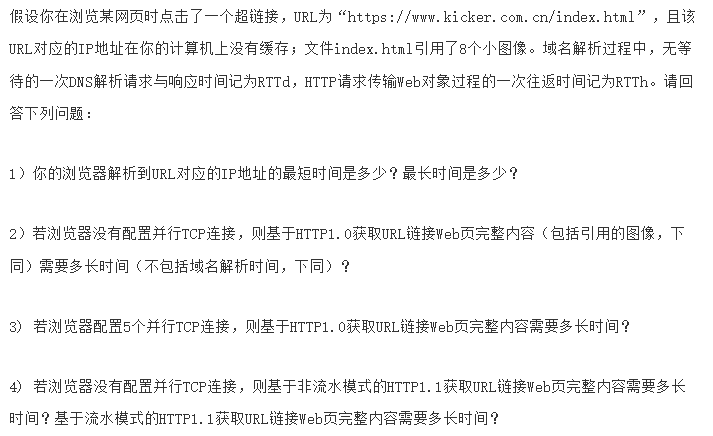 假设你在浏览某网页时点击了一个超链接，URL为“https://www.kicker.com.cn/index.html”，且该
URL对应的IP地址在你的计算机上没有缓存；文件index.html引用了8个小图像。域名解析过程中，无等
待的一次DNS解析请求与响应时间记为RTTd，HTTP请求传输Web对象过程的一次往返时间记为RTTh。请回
答下列问题：
1）你的浏览器解析到URL对应的IP地址的最短时间是多少？最长时间是多少？
2）若浏览器没有配置并行TCP连接，则基于HTTP1.0获取URL链接Web页完整内容（包括引用的图像，下
同）需要多长时间（不包括域名解析时间，下同）？
3) 若浏览器配置5个并行TCP连接，则基于HTTP1.0获取URL链接Web页完整内容需要多长时间？
4) 若浏览器没有配置并行TCP连接，则基于非流水模式的HTTP1.1获取URL链接Web页完整内容需要多长
时间？基于流水模式的HTTP1.1获取URL链接Web页完整内容需要多长时间？